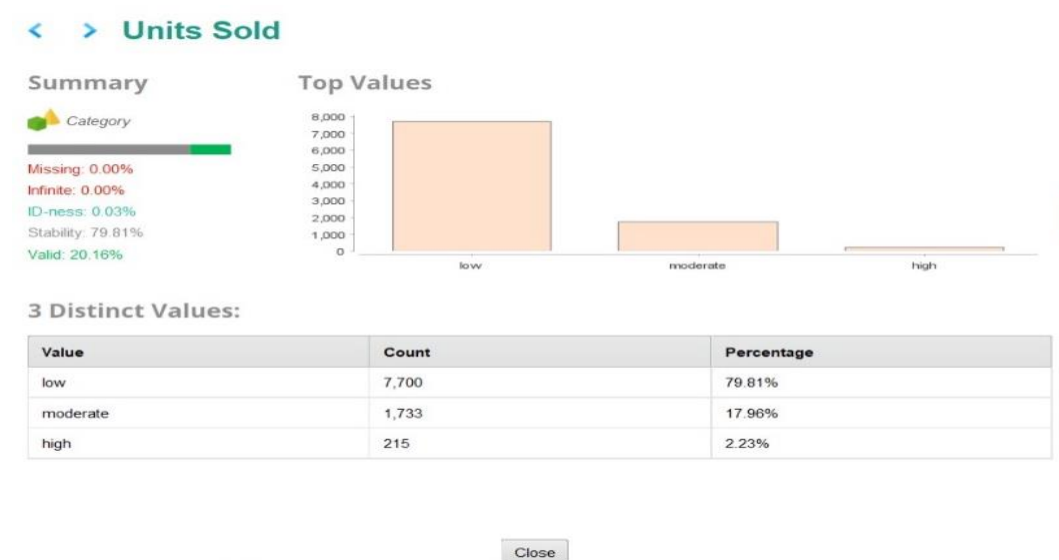 < > Units Sold
Summary
Category
Missing: 0.00%
Infinite: 0.00%
ID-ness: 0.03%
Stability: 79.81%
Valid: 20.16%
Top Values
8,000
7,000
6,000
5,000
4,000
3,000
2,000
1,000
0
low moderate high
3 Distinct Values:
Value Count Percentage
low 7,700 79.81%
moderate 1,733 17.96%
high 215 2.23%
Close